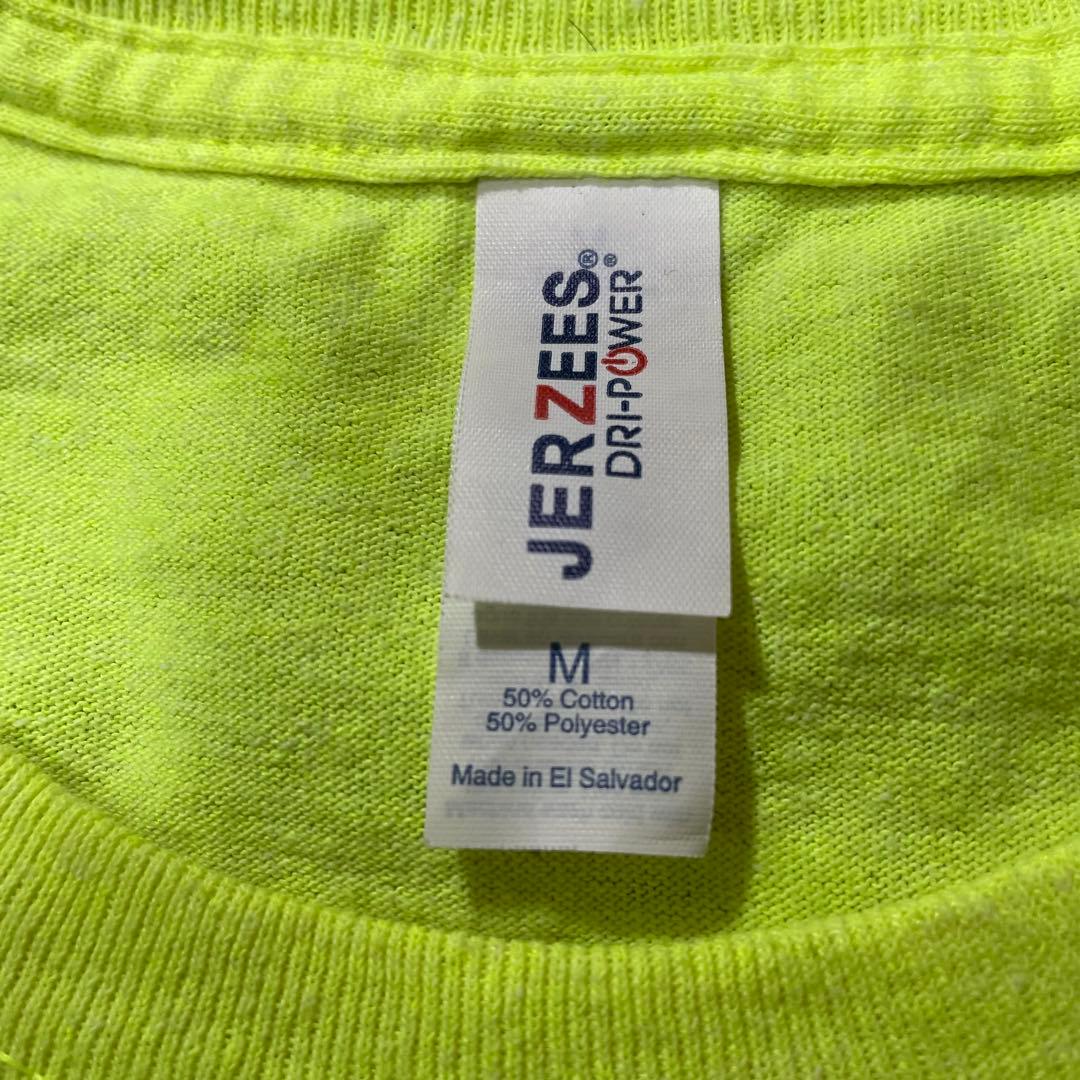 JERZEES®
DRI-POWER®
M
50% Cotton
50% Polyester
Made in El Salvador